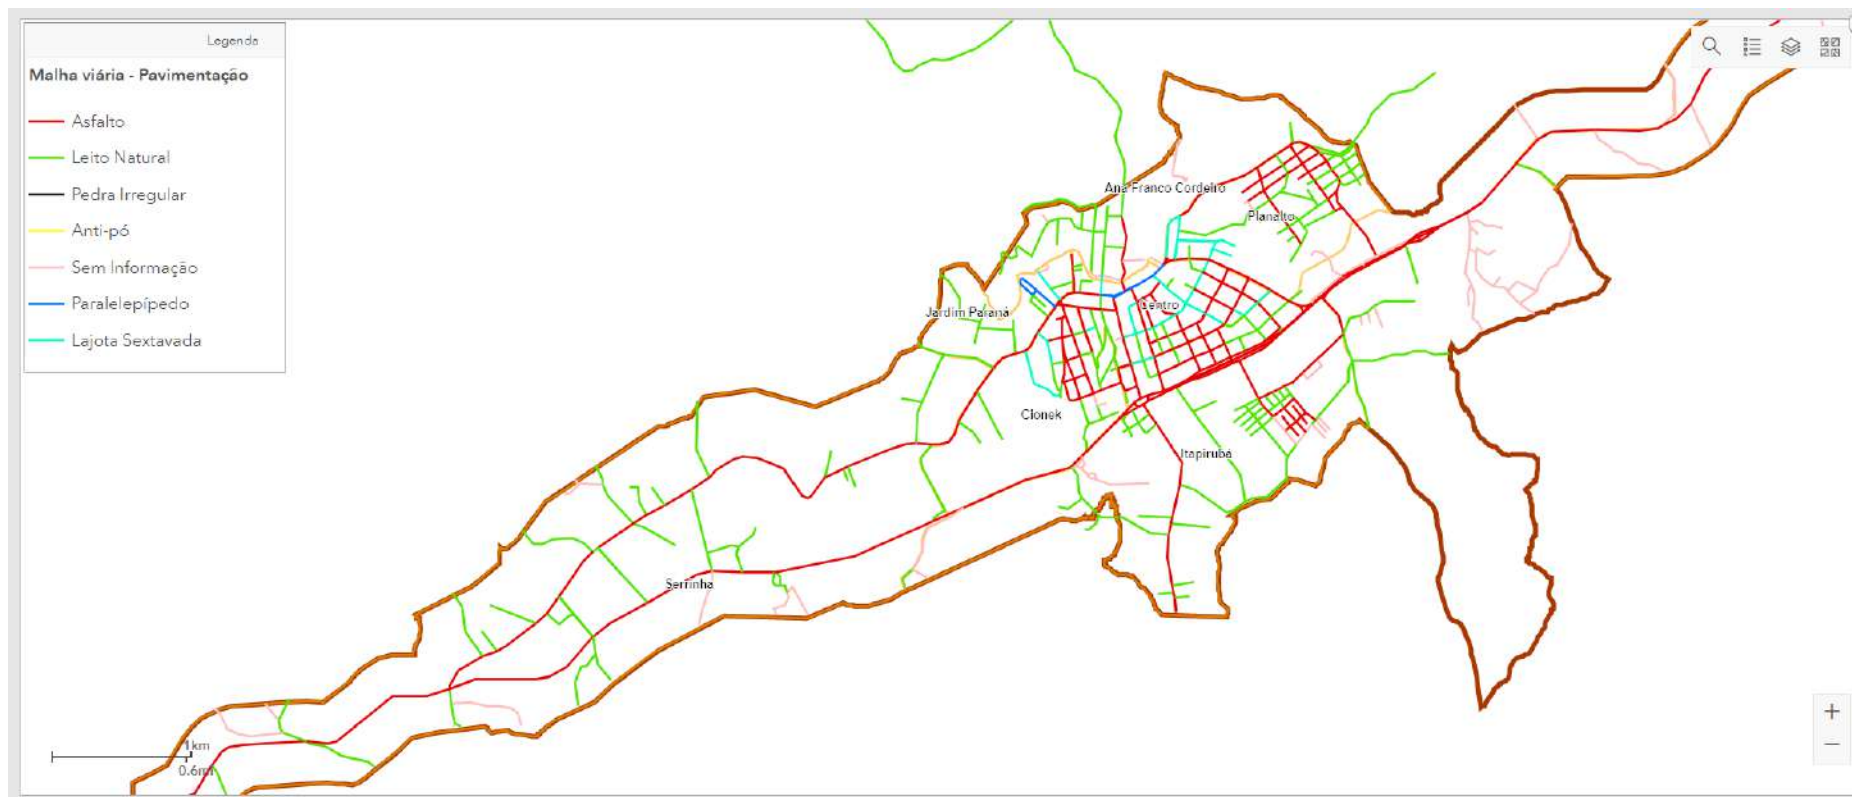 Legenda
Malha viária - Pavimentação
Asfalto
Leito Natural
Pedra Irregular
Anti-pó
Sem Informação
Paralelepípedo
Lajota Sextavada
Ana Franco Cordeiro
Planalto
Centro
Jardim Paraná
Cionek
Itapirubá
Serrinha
1km
0.6mi